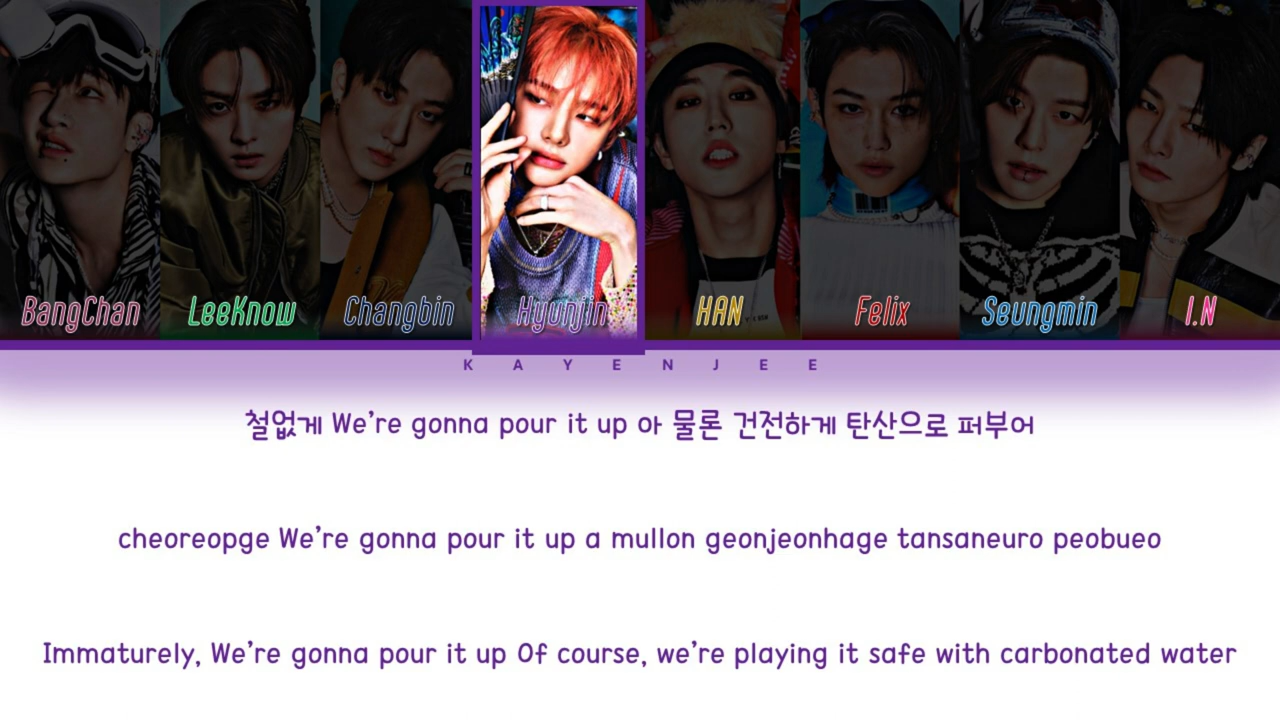 BangChan LeeKnow Changbin Hyunjin HAN Felix Seungmin I.N
KAYENJEE
철없게 We're gonna pour it up 아 물론 건전하게 탄산으로 퍼부어
cheoreopge We're gonna pour it up a mullon geonjeonhage tansaneuro peobueo
Immaturely, We're gonna pour it up Of course, we're playing it safe with carbonated water